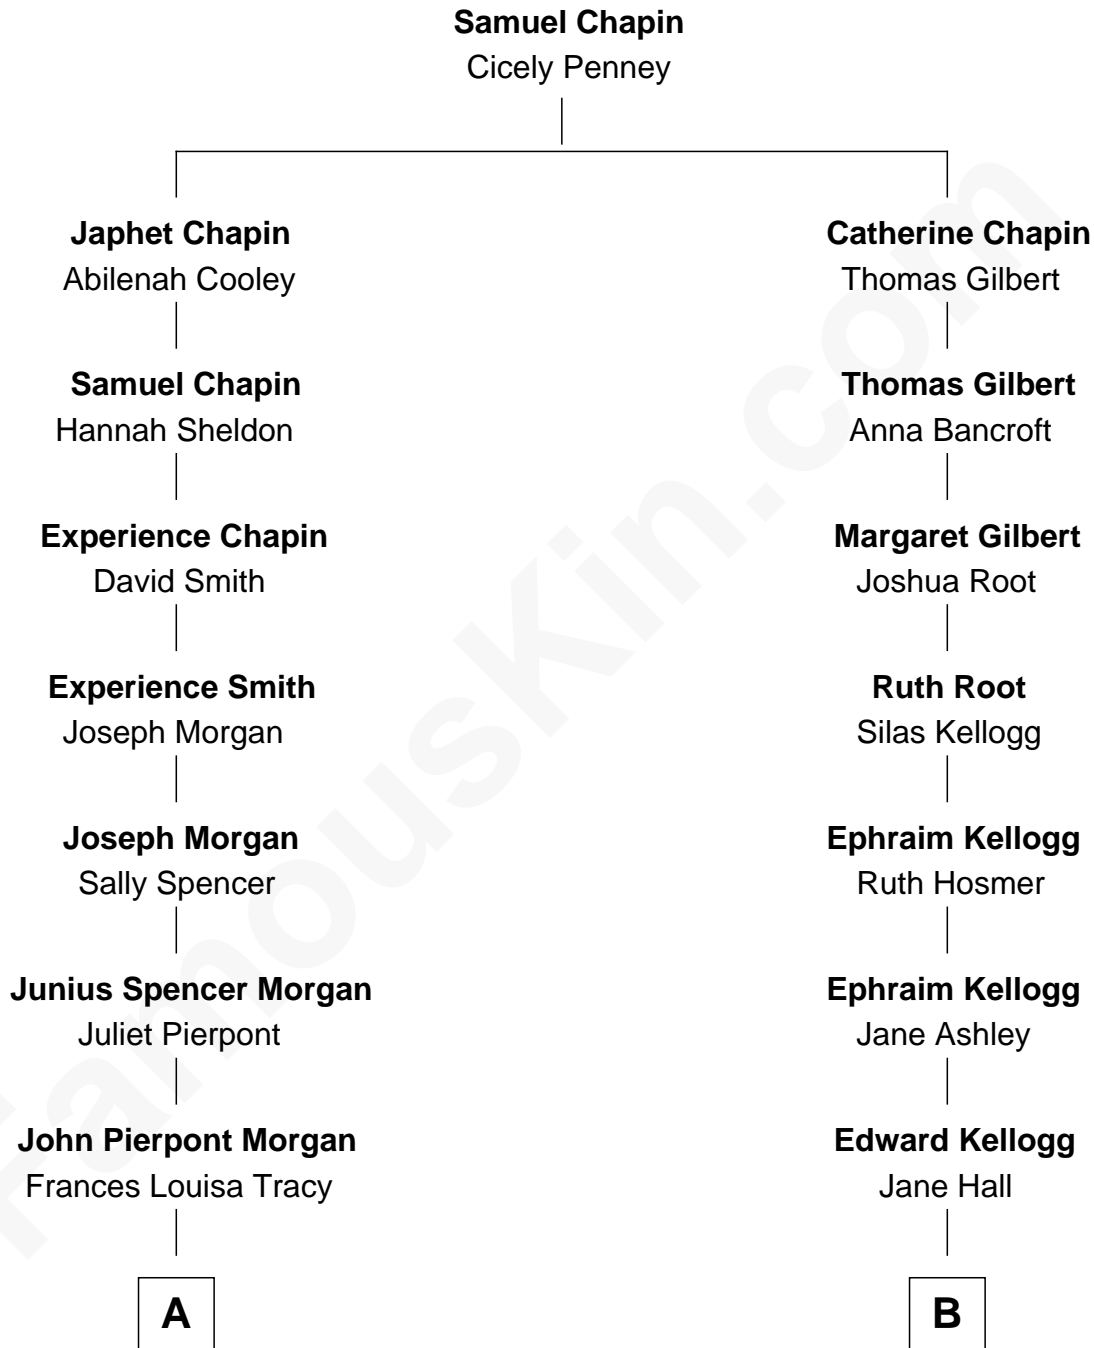 Samuel Chapin
Cicely Penney
Japhet Chapin
Abilenah Cooley
Catherine Chapin
Thomas Gilbert
Samuel Chapin
Hannah Sheldon
Thomas Gilbert
Anna Bancroft
Experience Chapin
David Smith
Margaret Gilbert
Joshua Root
Experience Smith
Joseph Morgan
Ruth Root
Silas Kellogg
Joseph Morgan
Sally Spencer
Ephraim Kellogg
Ruth Hosmer
Junius Spencer Morgan
Juliet Pierpont
Ephraim Kellogg
Jane Ashley
John Pierpont Morgan
Frances Louisa Tracy
Edward Kellogg
Jane Hall
A
B
FamousKin.com